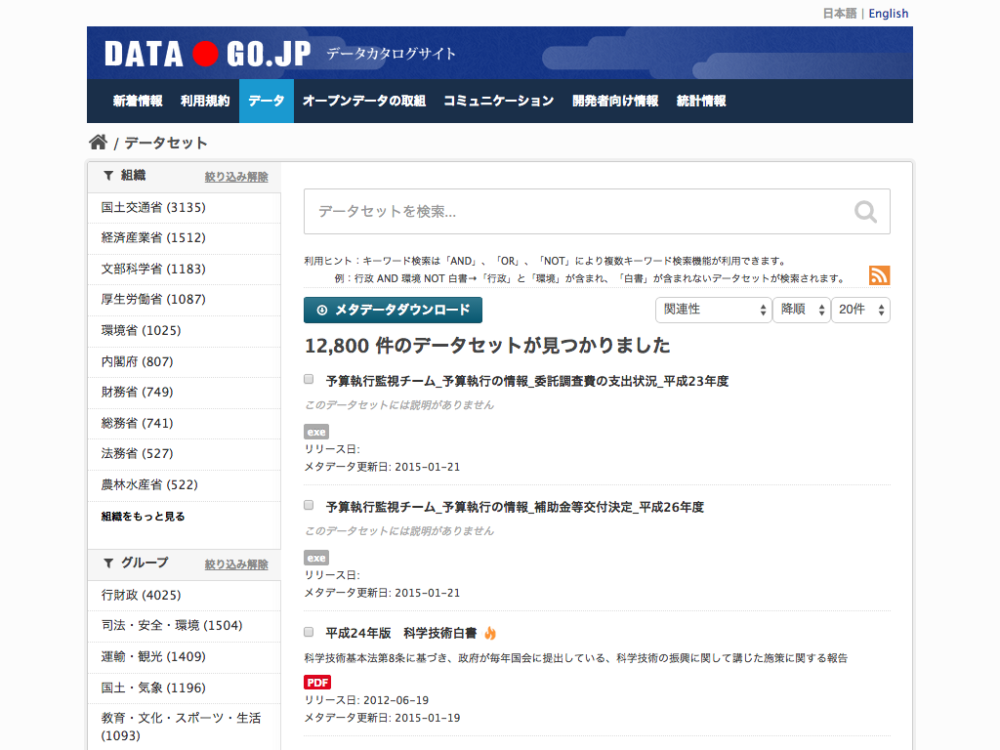 日本語 | English
DATA GO.JP データカタログサイト
新着情報 利用規約 データ オープンデータの取組 コミュニケーション 開発者向け情報 統計情報
/ データセット
組織 絞り込み解除
国土交通省 (3135)
経済産業省 (1512)
文部科学省 (1183)
厚生労働省 (1087)
環境省 (1025)
内閣府 (807)
財務省 (749)
総務省 (741)
法務省 (527)
農林水産省 (522)
組織をもっと見る
グループ 絞り込み解除
行財政 (4025)
司法・安全・環境 (1504)
運輸・観光 (1409)
国土・気象 (1196)
教育・文化・スポーツ・生活
(1093)
データセットを検索...
利用ヒント：キーワード検索は「AND」、「OR」、「NOT」により複数キーワード検索機能が利用できます。
例：行政 AND 環境 NOT 白書→「行政」と「環境」が含まれ、「白書」が含まれないデータセットが検索されます。
メタデータダウンロード 関連性 降順 20件
12,800 件のデータセットが見つかりました
予算執行監視チーム_予算執行の情報_委託調査費の支出状況_平成23年度
このデータセットには説明がありません
exe
リリース日:
メタデータ更新日: 2015-01-21
予算執行監視チーム_予算執行の情報_補助金等交付決定_平成26年度
このデータセットには説明がありません
exe
リリース日:
メタデータ更新日: 2015-01-21
平成24年版　科学技術白書
科学技術基本法第8条に基づき、政府が毎年国会に提出している、科学技術の振興に関して講じた施策に関する報告
PDF
リリース日: 2012-06-19
メタデータ更新日: 2015-01-19